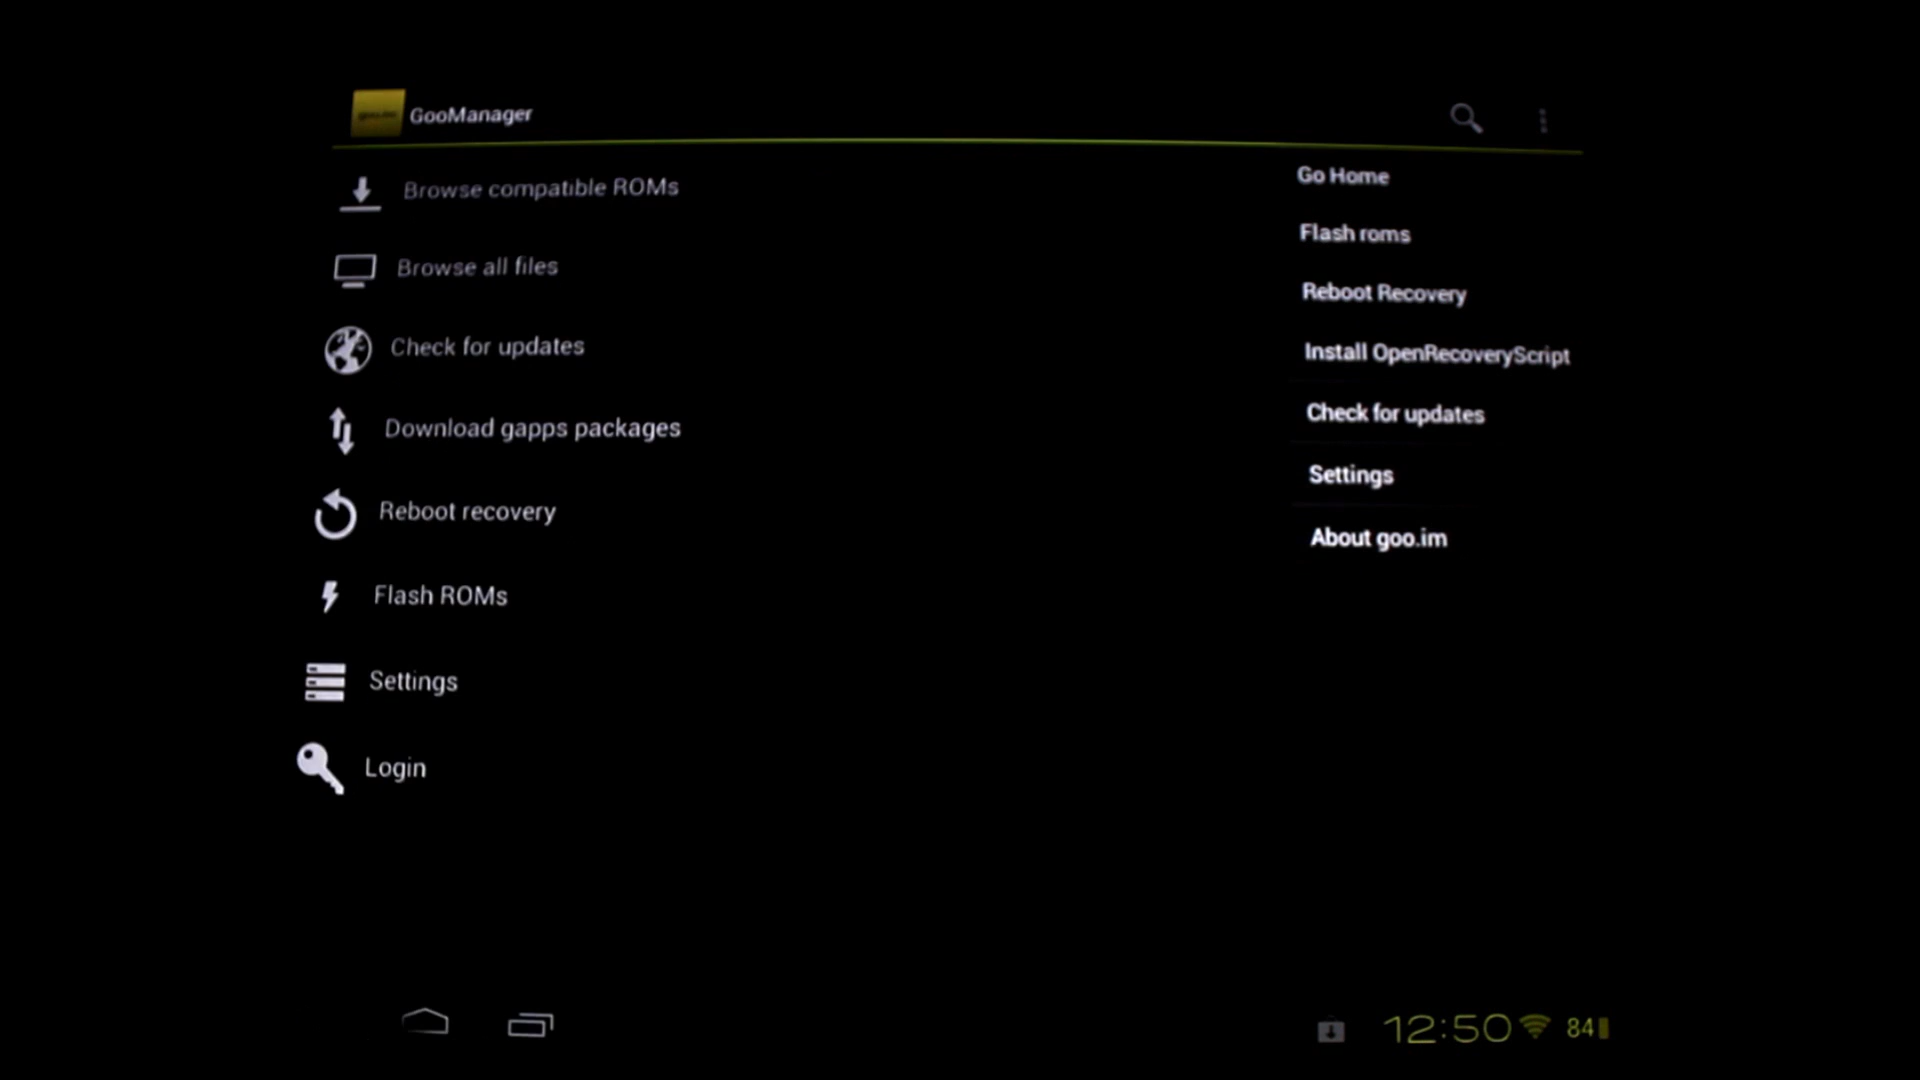 GooManager
Browse compatible ROMs
Browse all files
Check for updates
Download gapps packages
Reboot recovery
Flash ROMs
Settings
Login
Go Home
Flash roms
Reboot Recovery
Install OpenRecoveryScript
Check for updates
Settings
About goo.im
12:50
84